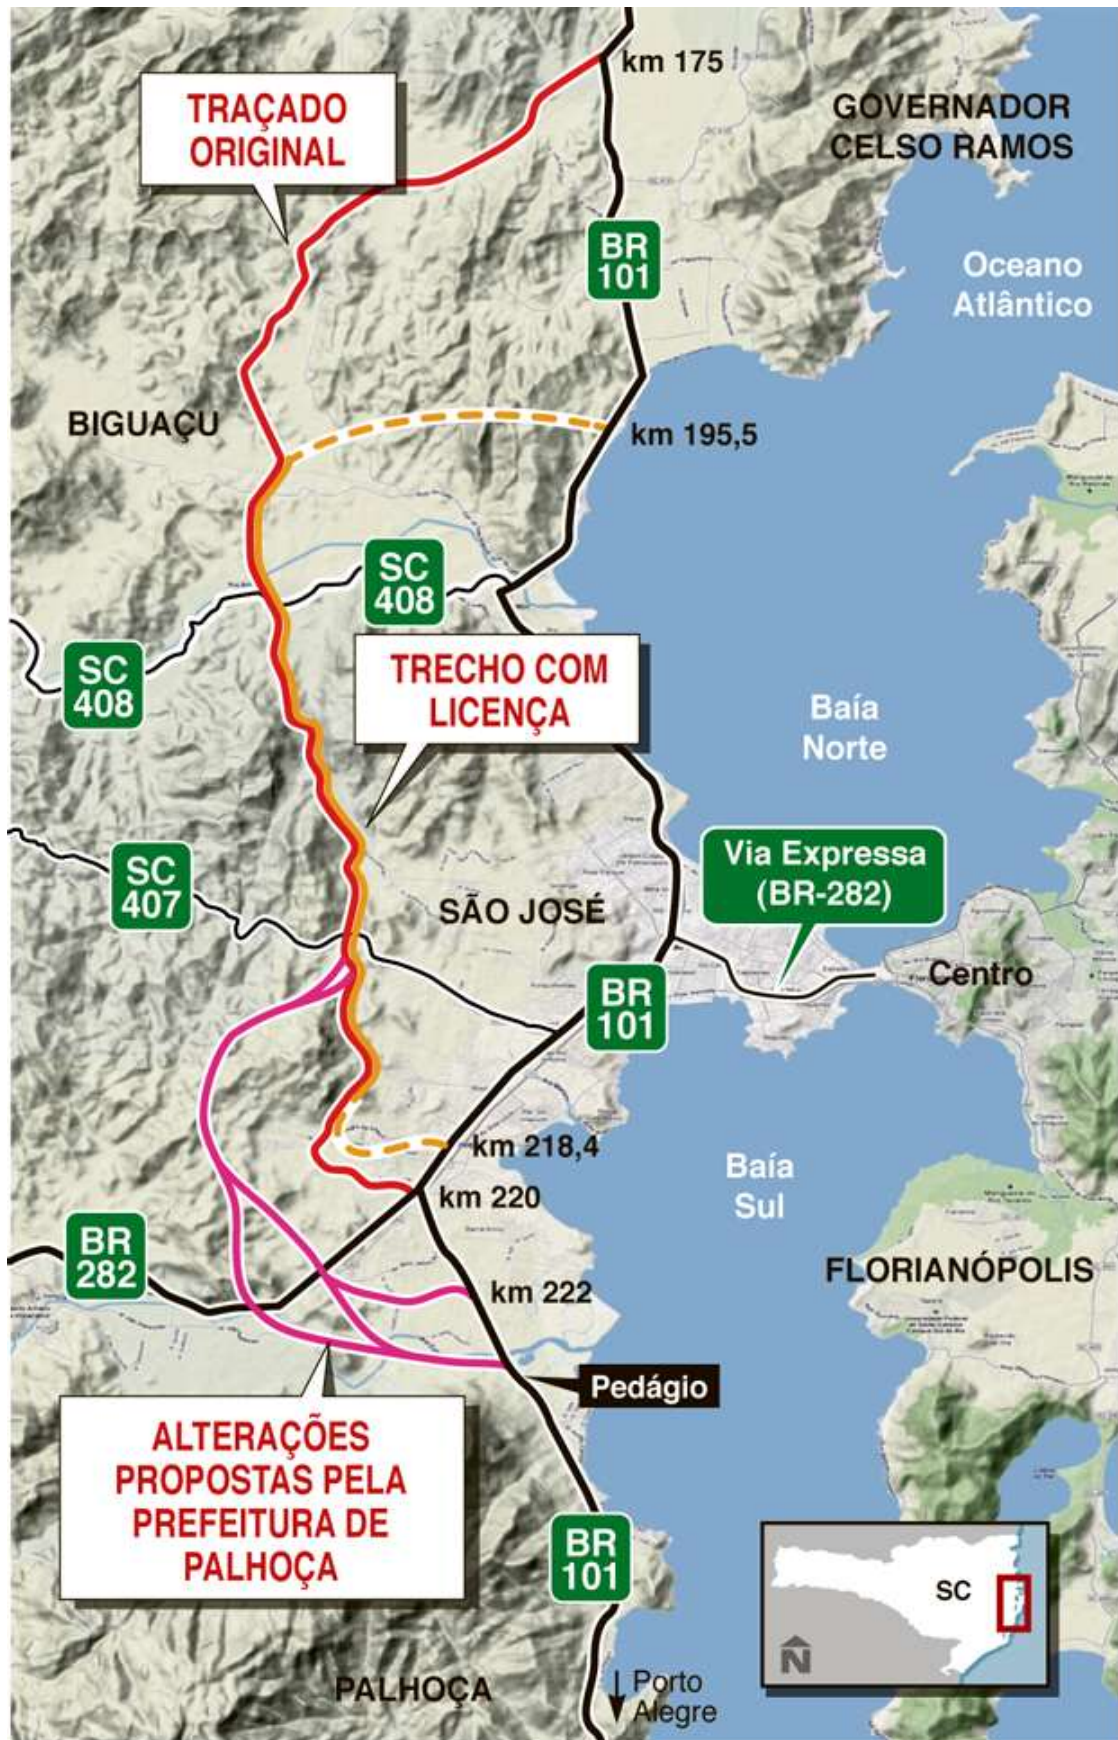 km 175
TRAÇADO
ORIGINAL
GOVERNADOR
CELSO RAMOS
BR
101
Oceano
Atlântico
BIGUAÇU
km 195,5
SC
408
SC
408
TRECHO COM
LICENÇA
Baía
Norte
Via Expressa
(BR-282)
SC
407
SÃO JOSÉ
Centro
BR
101
km 218,4
Baía
Sul
km 220
BR
282
FLORIANÓPOLIS
km 222
Pedágio
ALTERAÇÕES
PROPOSTAS PELA
PREFEITURA DE
PALHOÇA
BR
101
SC
N
PALHOÇA
Porto
Alegre